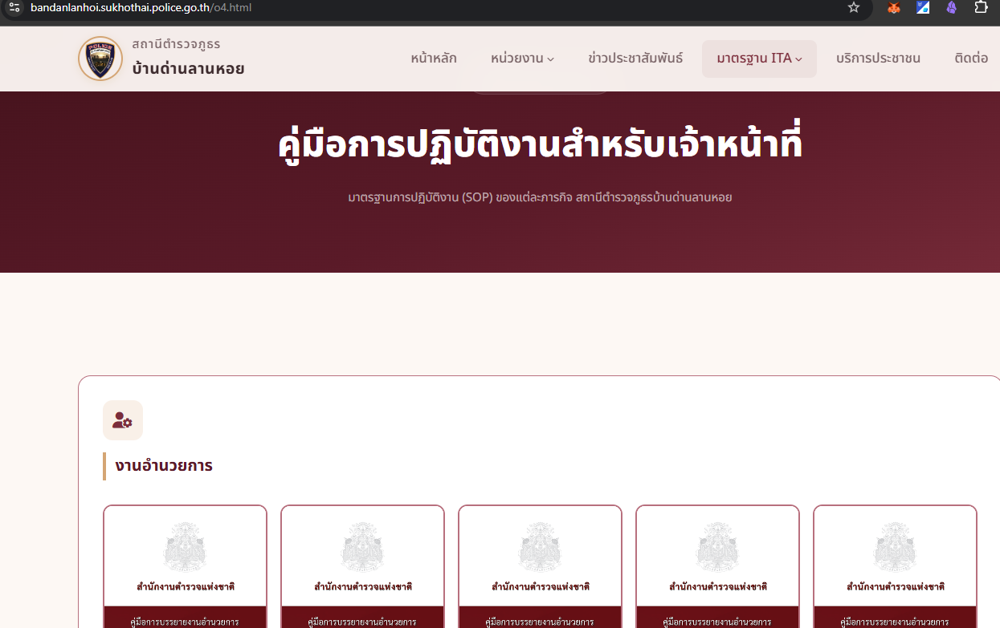 bandanlanhoi.sukhothai.police.go.th/o4.html
สถานีตำรวจภูธร
บ้านด่านลานหอย
หน้าหลัก หน่วยงาน ข่าวประชาสัมพันธ์ มาตรฐาน ITA บริการประชาชน ติดต่อ
คู่มือการปฏิบัติงานสำหรับเจ้าหน้าที่
มาตรฐานการปฏิบัติงาน (SOP) ของแต่ละภารกิจ สถานีตำรวจภูธรบ้านด่านลานหอย
งานอำนวยการ
สำนักงานตำรวจแห่งชาติ สำนักงานตำรวจแห่งชาติ สำนักงานตำรวจแห่งชาติ สำนักงานตำรวจแห่งชาติ สำนักงานตำรวจแห่งชาติ
คู่มือการบรรยายงานอำนวยการ คู่มือการบรรยายงานอำนวยการ คู่มือการบรรยายงานอำนวยการ คู่มือการบรรยายงานอำนวยการ คู่มือการบรรยายงานอำนวยการ